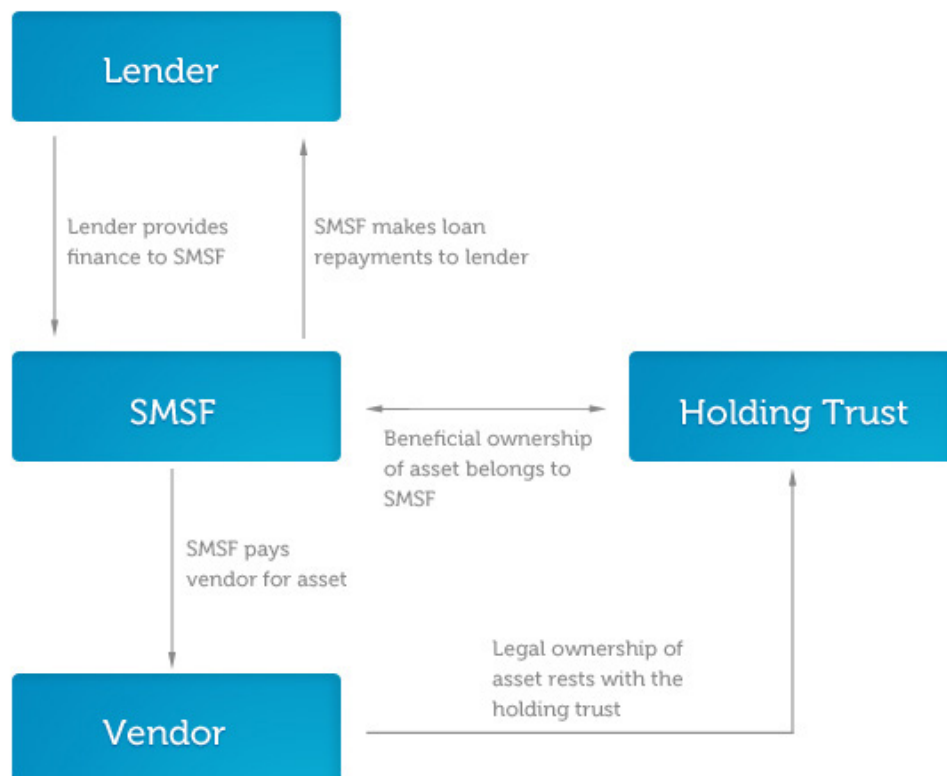 Lender
Lender provides
finance to SMSF
SMSF makes loan
repayments to lender
SMSF
Beneficial ownership
of asset belongs to
SMSF
Holding Trust
SMSF pays
vendor for asset
Legal ownership of
asset rests with the
holding trust
Vendor